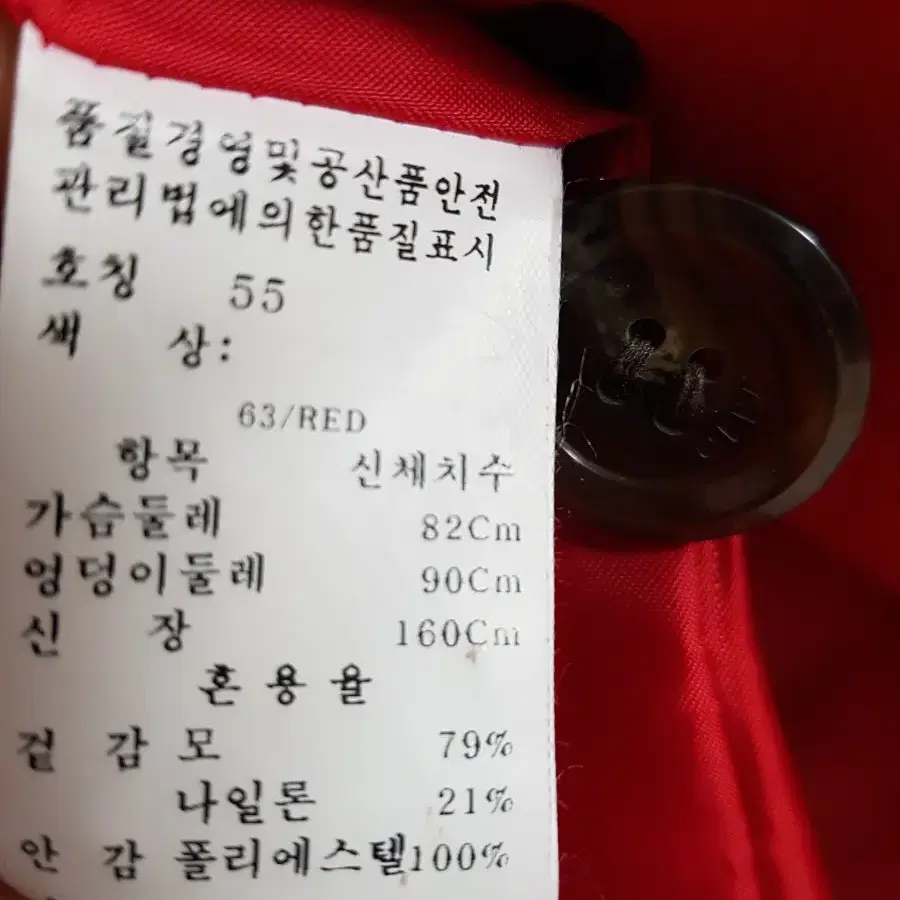 품질경영및공산품안전
관리법에의한품질표시
호칭 55
색 상:
63/RED
항목 신체치수
가슴둘레 82Cm
엉덩이둘레 90Cm
신 장 160Cm
혼 용 율
겉 감 모 79%
나일론 21%
안 감 폴리에스텔100%